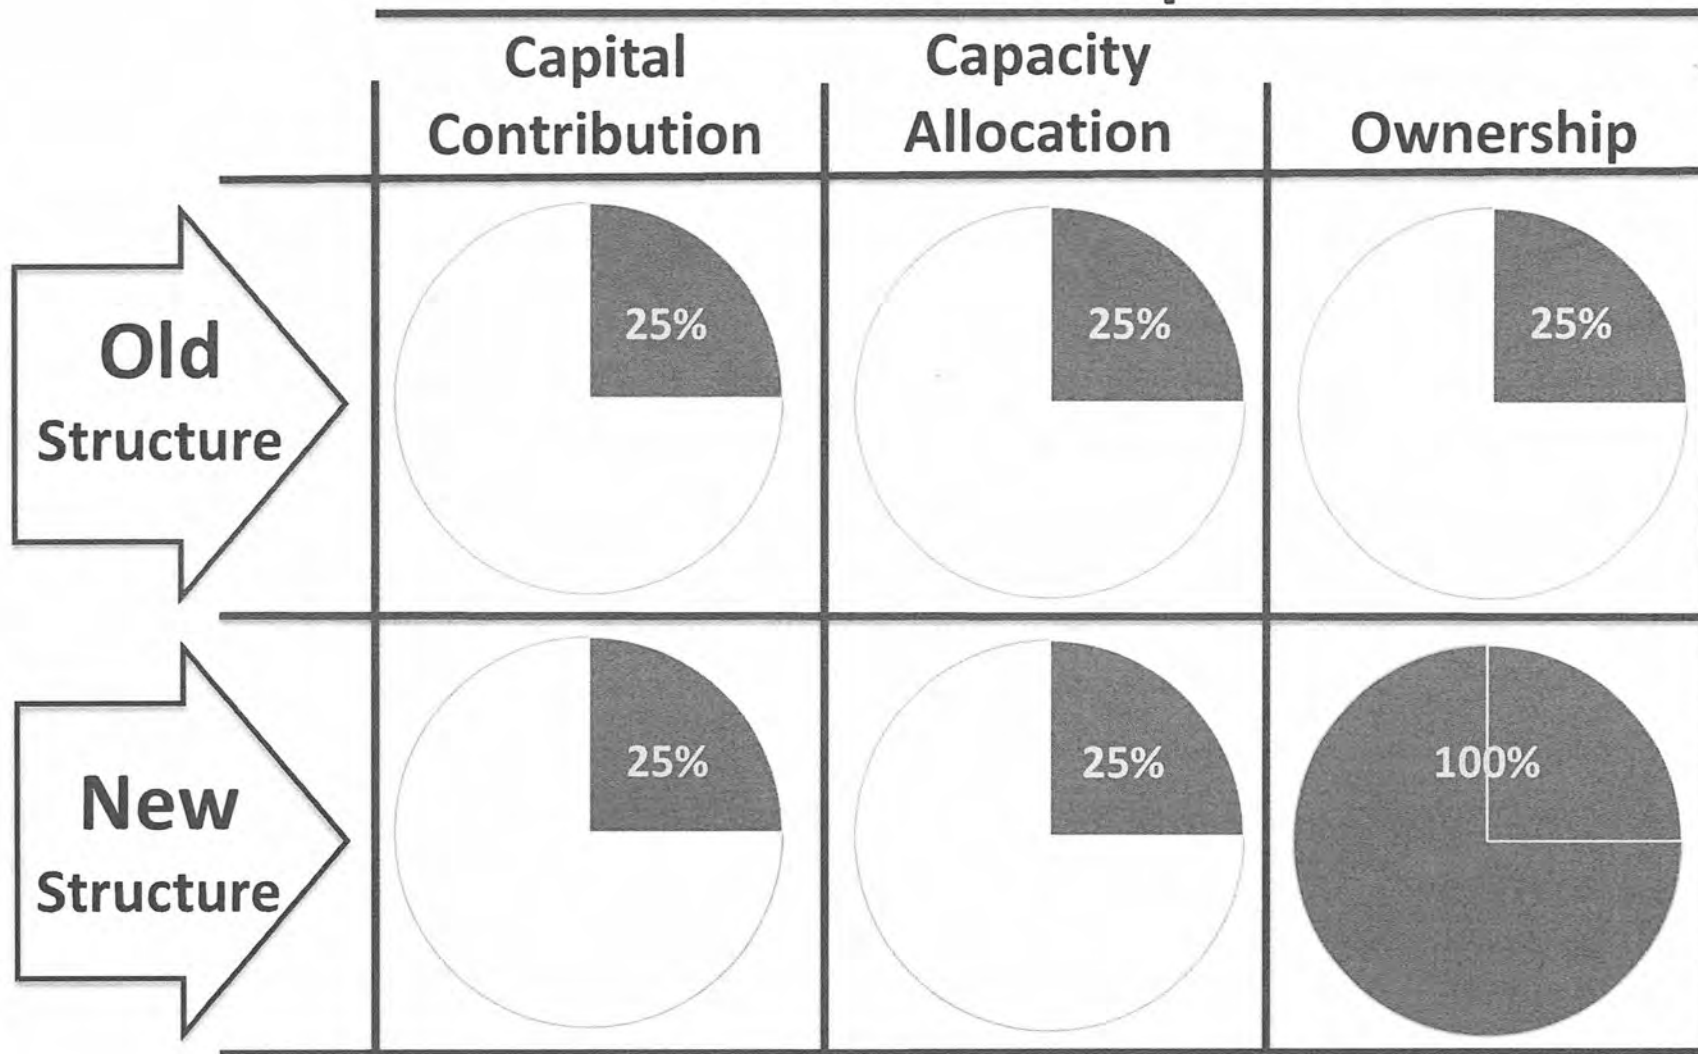 Capital
Contribution
Capacity
Allocation
Ownership
Old
Structure
25%
25%
25%
New
Structure
25%
25%
100%